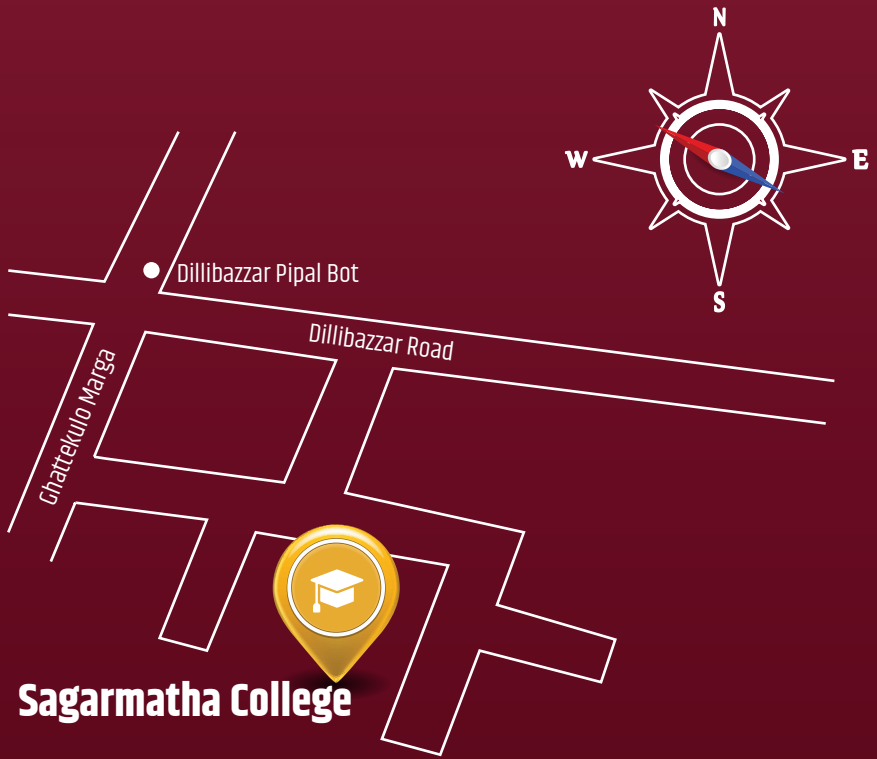 N
W
E
S
Dillibazzar Pipal Bot
Dillibazzar Road
Ghattekulo Marga
Sagarmatha College